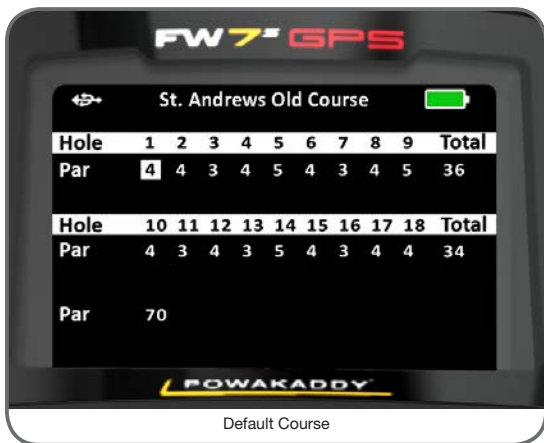 FW7s GPS
St. Andrews Old Course
Hole 1 2 3 4 5 6 7 8 9 Total
Par 4 4 3 4 5 4 3 4 5 36
Hole 10 11 12 13 14 15 16 17 18 Total
Par 4 3 4 3 5 4 3 4 4 34
Par 70
POWAKADDY
Default Course